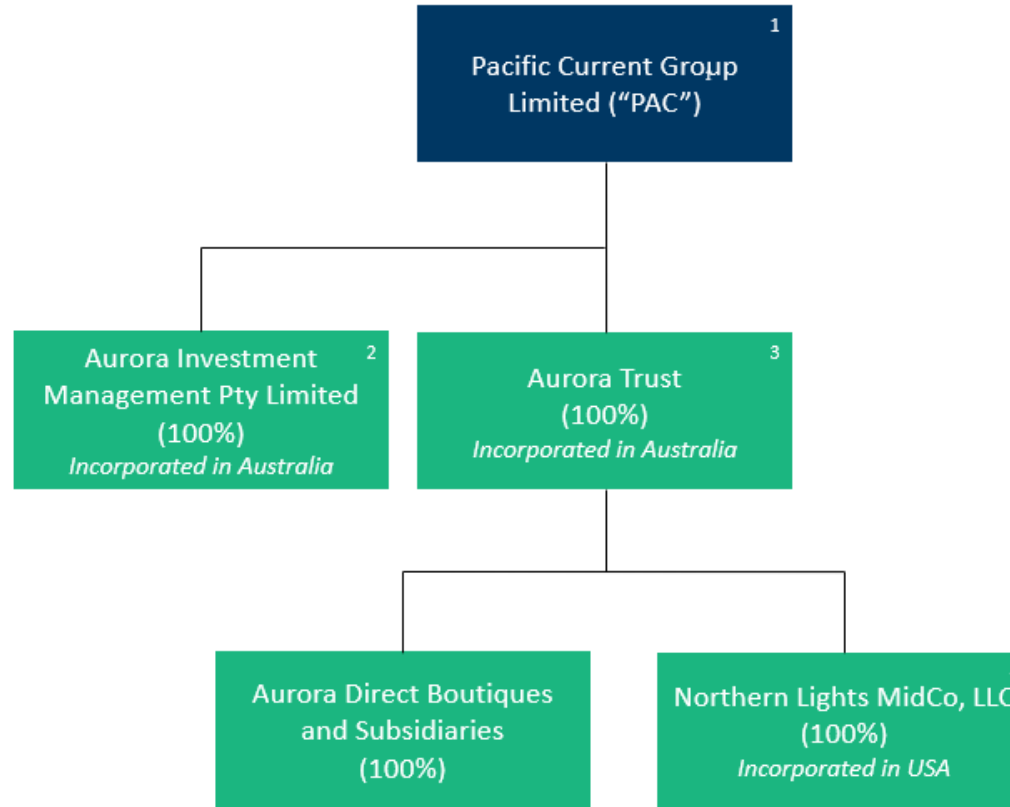 1
Pacific Current Groμp
Limited (“PAC”)
2
Aurora Investment
Management Pty Limited
(100%)
Incorporated in Australia
3
Aurora Trust
(100%)
Incorporated in Australia
Aurora Direct Boutiques
and Subsidiaries
(100%)
Northern Lights MidCo, LLC
(100%)
Incorporated in USA